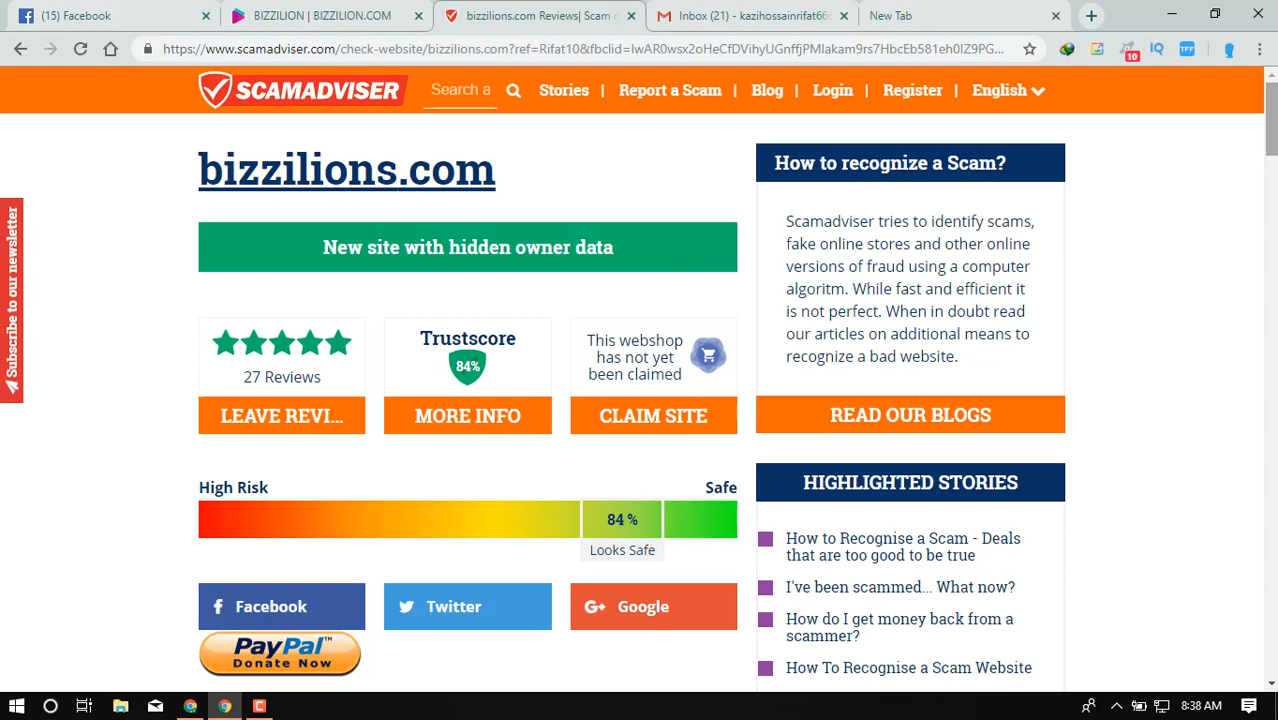 (15) Facebook
BIZZILION | BIZZILION.COM
bizzilions.com Reviews| Scam c
Inbox (21) - kazihossainrifat666
New Tab
https://www.scamadviser.com/check-website/bizzilions.com?ref=Rifat10&fbclid=IwAR0wsx2oHeCfDVihyUGnffjPMIakam9rs7HbcEb581eh0IZ9PG...
10
IQ
TFF
SCAMADVISER
Search a
Stories | Report a Scam | Blog | Login | Register | English
Subscribe to our newsletter
bizzilions.com
New site with hidden owner data
27 Reviews
LEAVE REVI...
Trustscore
84%
MORE INFO
This webshop
has not yet
been claimed
CLAIM SITE
High Risk
Safe
84 %
Looks Safe
Facebook
Twitter
G+ Google
PayPal™
Donate Now
How to recognize a Scam?
Scamadviser tries to identify scams,
fake online stores and other online
versions of fraud using a computer
algoritm. While fast and efficient it
is not perfect. When in doubt read
our articles on additional means to
recognize a bad website.
READ OUR BLOGS
HIGHLIGHTED STORIES
How to Recognise a Scam - Deals
that are too good to be true
I've been scammed... What now?
How do I get money back from a
scammer?
How To Recognise a Scam Website
8:38 AM